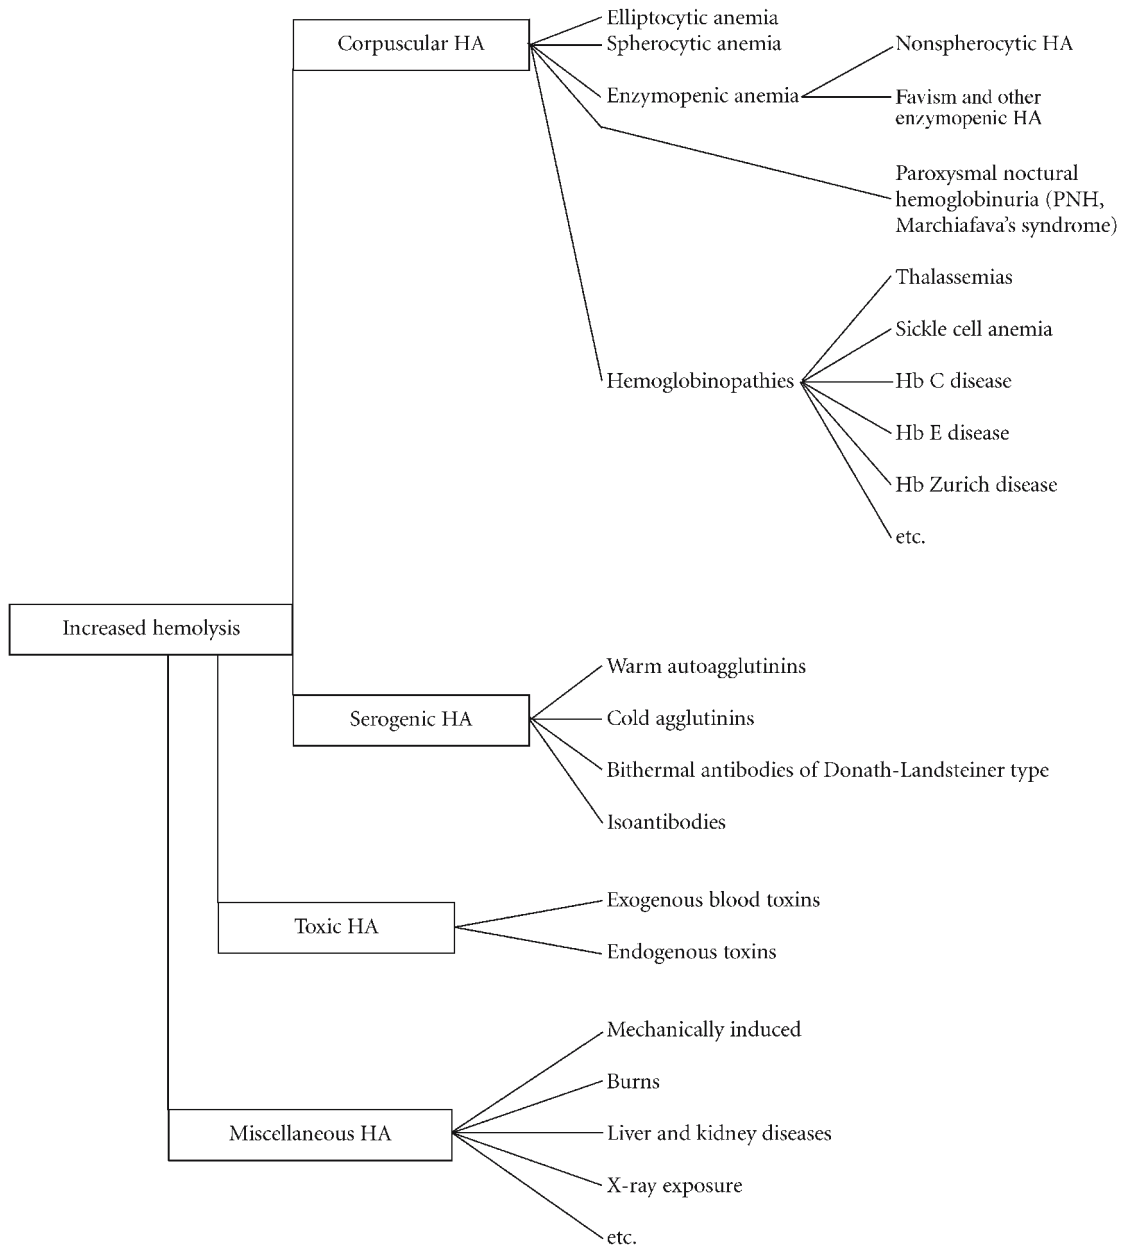 Corpuscular HA
Elliptocytic anemia
Spherocytic anemia
Enzymopenic anemia
Nonspherocytic HA
Favism and other
enzymopenic HA
Paroxysmal noctural
hemoglobinuria (PNH,
Marchiafava's syndrome)
Hemoglobinopathies
Thalassemias
Sickle cell anemia
Hb C disease
Hb E disease
Hb Zurich disease
etc.
Increased hemolysis
Serogenic HA
Warm autoagglutinins
Cold agglutinins
Bithermal antibodies of Donath-Landsteiner type
Isoantibodies
Toxic HA
Exogenous blood toxins
Endogenous toxins
Miscellaneous HA
Mechanically induced
Burns
Liver and kidney diseases
X-ray exposure
etc.